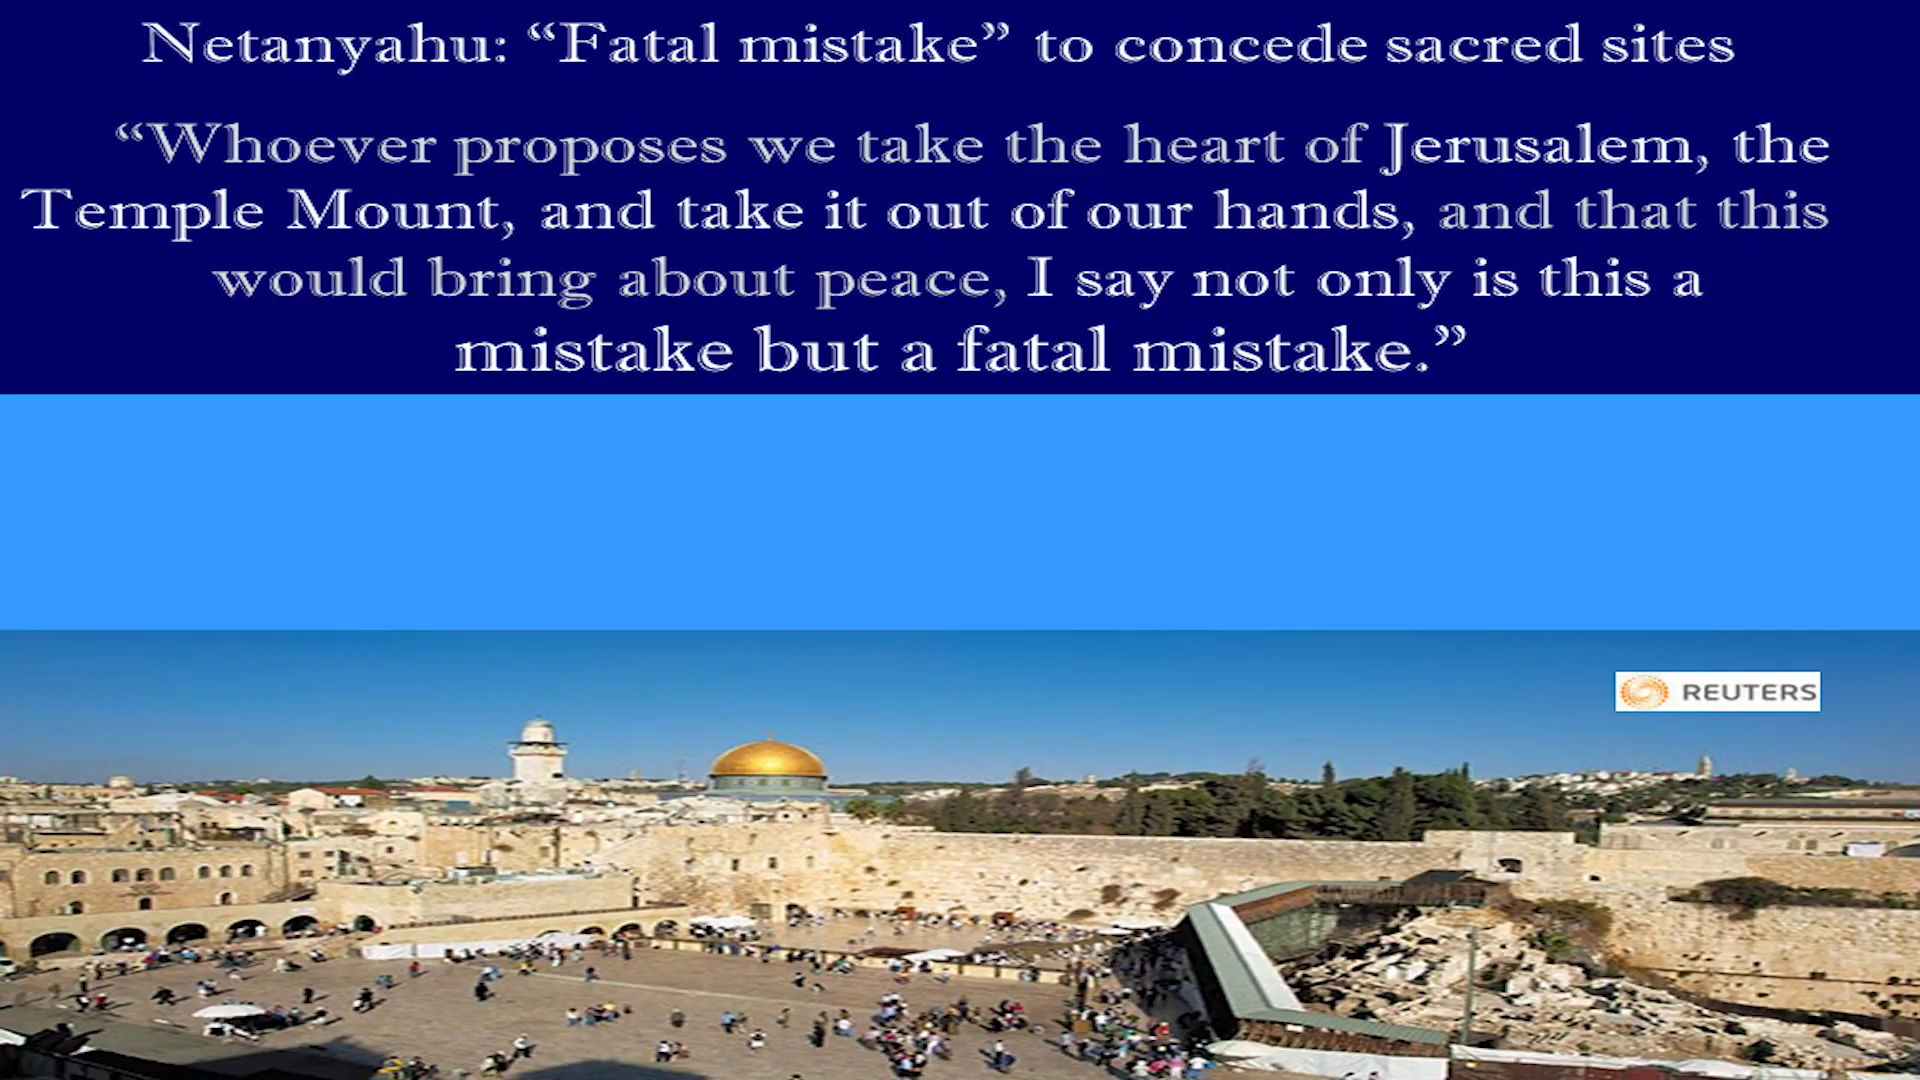 Netanyahu: “Fatal mistake” to concede sacred sites
“Whoever proposes we take the heart of Jerusalem, the
Temple Mount, and take it out of our hands, and that this
would bring about peace, I say not only is this a
mistake but a fatal mistake.”
REUTERS